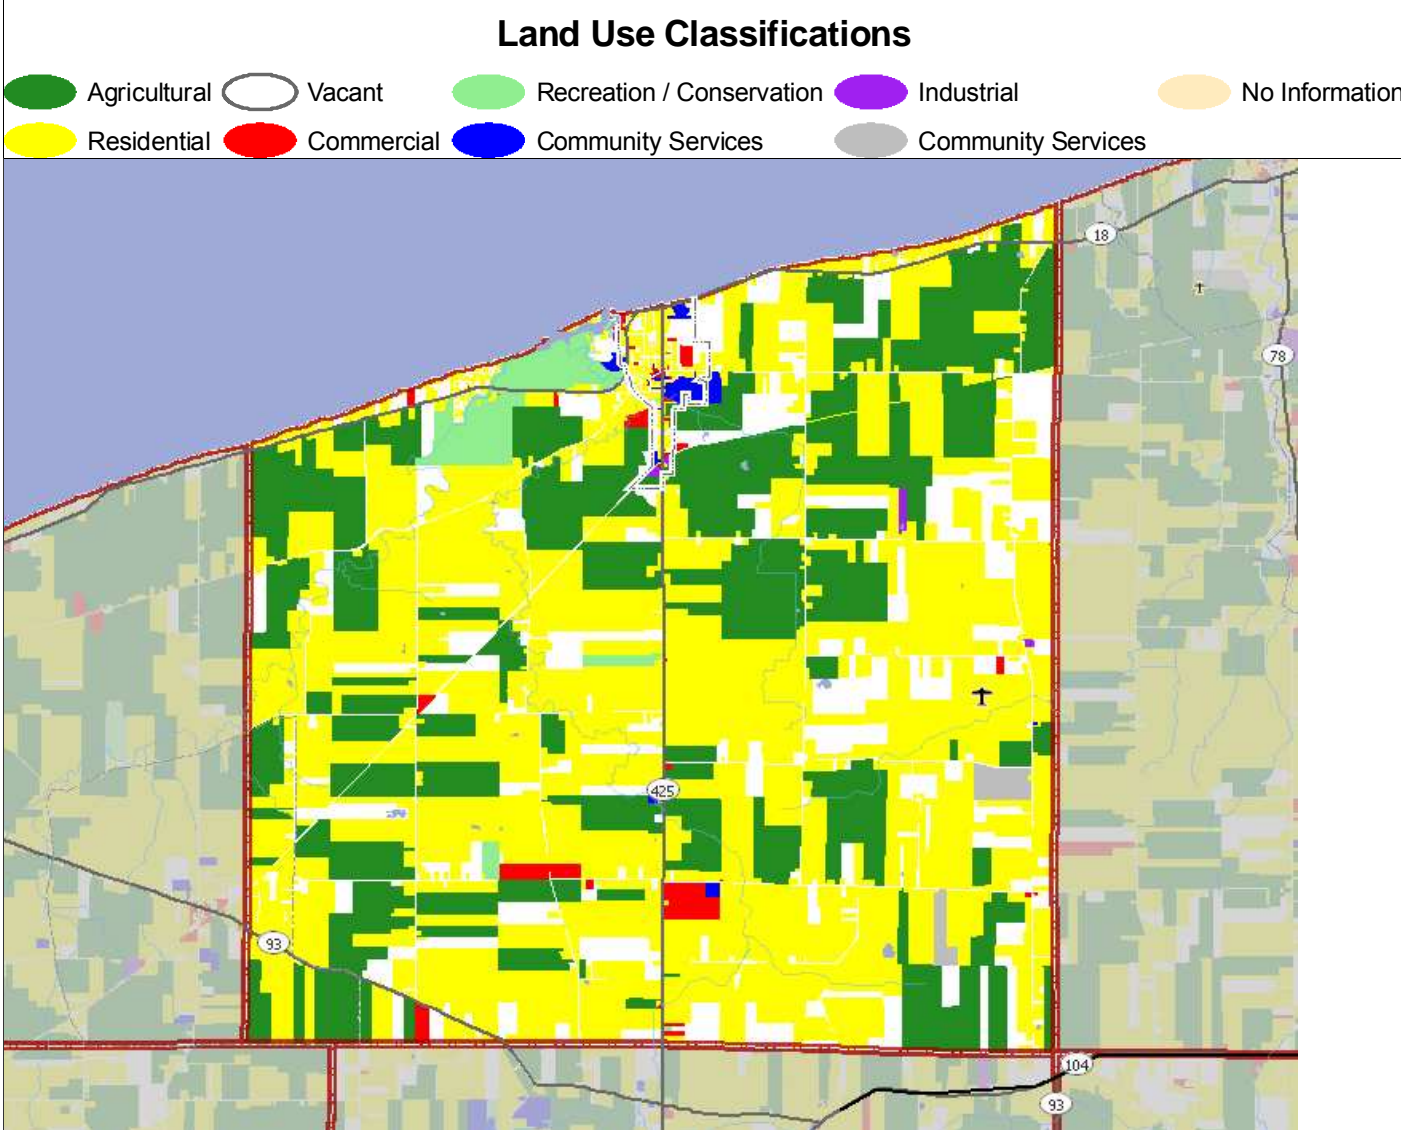 Land Use Classifications
Agricultural Vacant Recreation / Conservation Industrial No Information
Residential Commercial Community Services Community Services
18
78
425
93
104
93